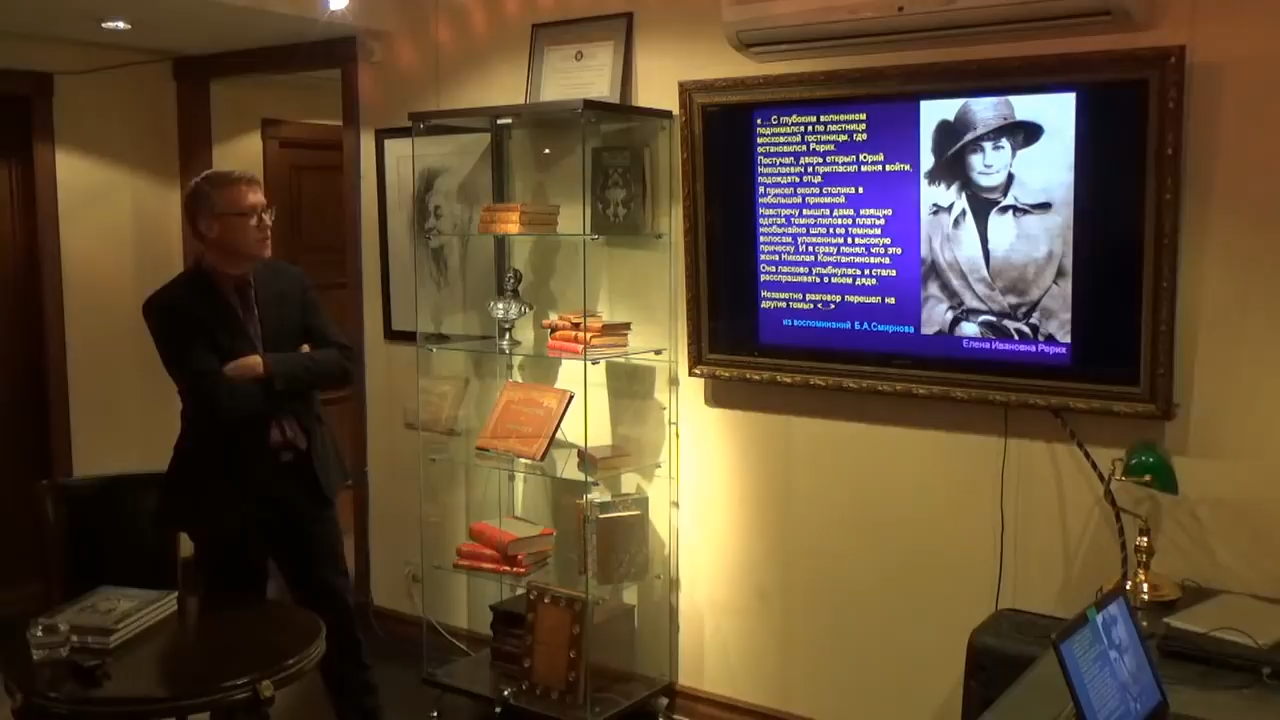 « ...С глубоким волнением
поднимался я по лестнице
московской гостиницы, где
остановился Рерих.
Постучал, дверь открыл Юрий
Николаевич и пригласил меня войти,
подождать отца.
Я присел около столика в
небольшой приемной.
Навстречу вышла дама, изящно
одетая, темно-лиловое платье
необычайно шло к ее темным
волосам, уложенным в высокую
прическу. И я сразу понял, что это
жена Николая Константиновича.
Она ласково улыбнулась и стала
расспрашивать о моем дяде.
Незаметно разговор перешел на
другие темы» <...>
из воспоминаний Б.А.Смирнова
Елена Ивановна Рерих